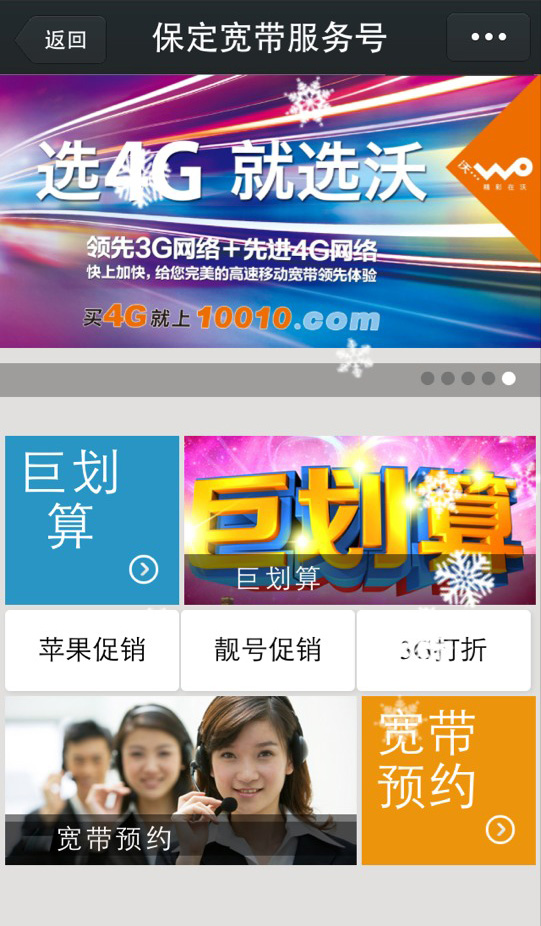 返回
保定宽带服务号
选4G 就选沃
沃…
wo
精彩在沃
领先3G网络+先进4G网络
快上加快，给您完美的高速移动宽带领先体验
买4G就上10010.com
巨划
算
巨划算
巨划算
苹果促销
靓号促销
3G打折
宽带预约
宽带
预约